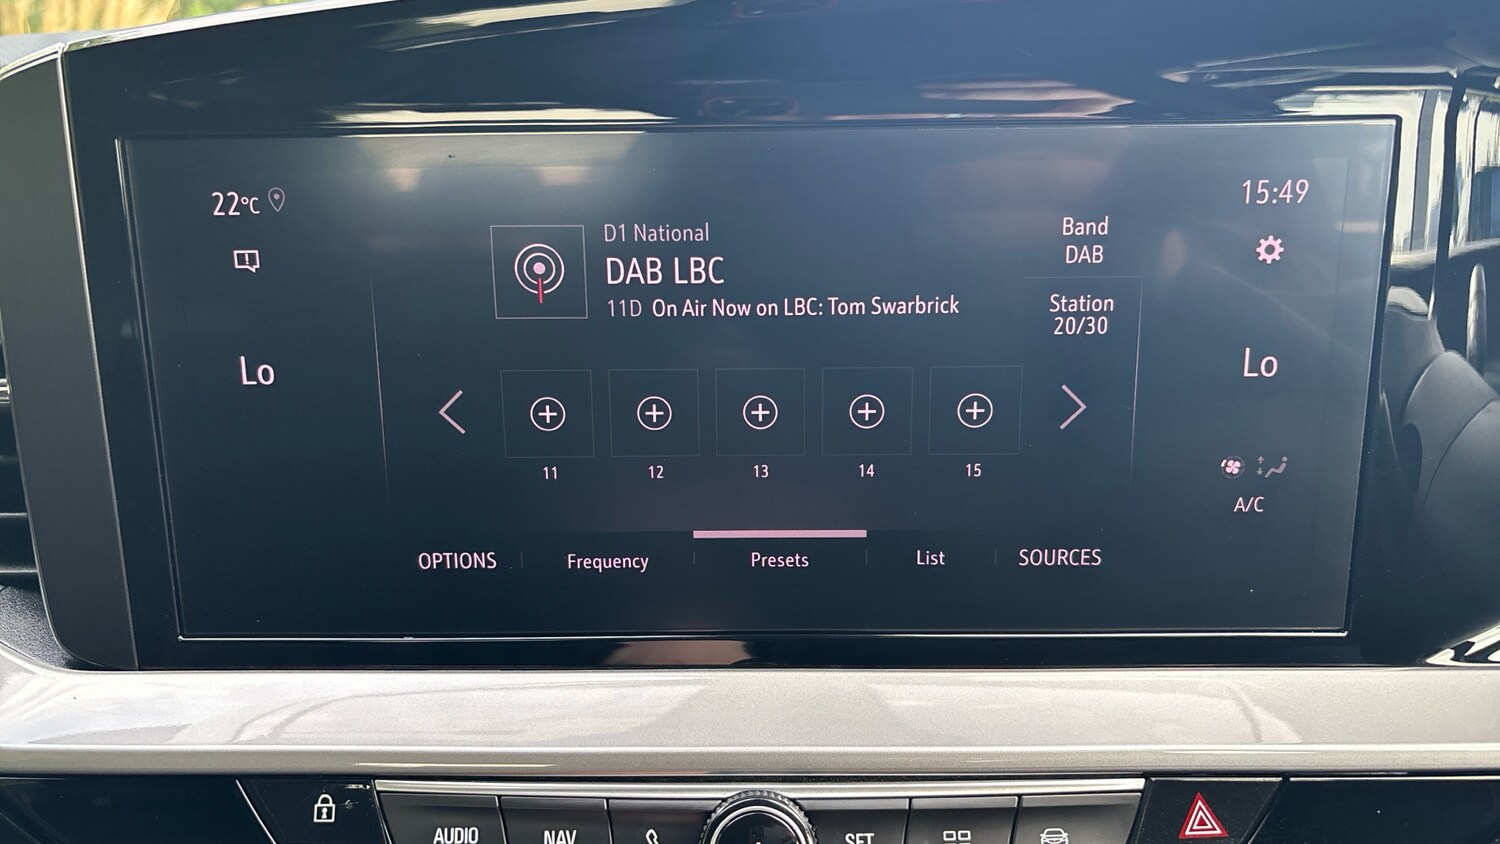 22°C
15:49
D1 National
DAB LBC
11D On Air Now on LBC: Tom Swarbrick
Band
DAB
Station
20/30
Lo
Lo
11 12 13 14 15
A/C
OPTIONS Frequency Presets List SOURCES
AUDIO NAV SET